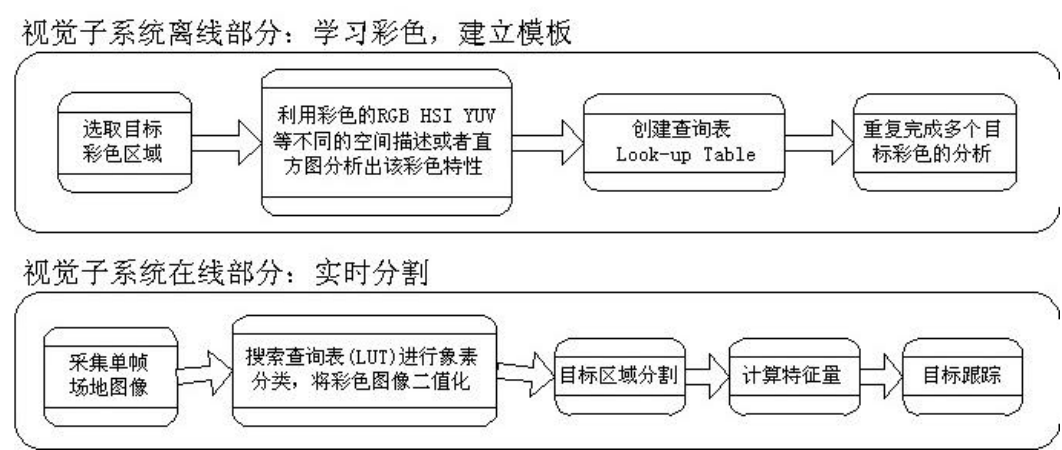 视觉子系统离线部分：学习彩色，建立模板
选取目标
彩色区域
利用彩色的RGB HSI YUV
等不同的空间描述或者直
方图分析出该彩色特性
创建查询表
Look-up Table
重复完成多个目
标彩色的分析
视觉子系统在线部分：实时分割
采集单帧
场地图像
搜索查询表(LUT)进行象素
分类，将彩色图像二值化
目标区域分割
计算特征量
目标跟踪